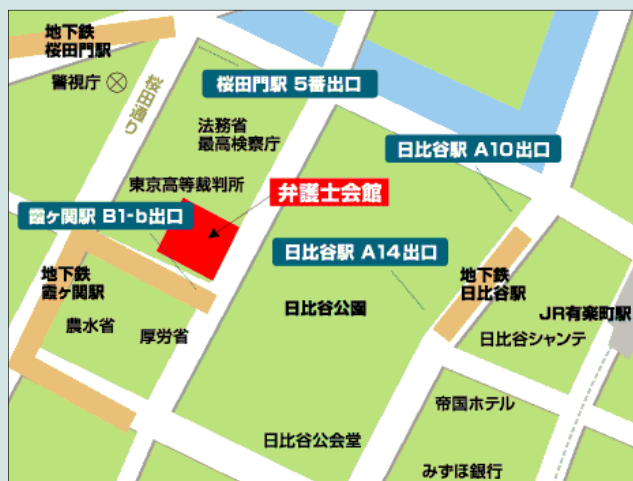 地下鉄
桜田門駅
警視庁
桜田通り
桜田門駅 5番出口
法務省
最高検察庁
日比谷駅 A10出口
東京高等裁判所
弁護士会館
霞ヶ関駅 B1-b出口
日比谷駅 A14出口
地下鉄
霞ヶ関駅
地下鉄
日比谷駅
農水省
厚労省
日比谷公園
JR有楽町駅
日比谷シャンテ
帝国ホテル
日比谷公会堂
みずほ銀行